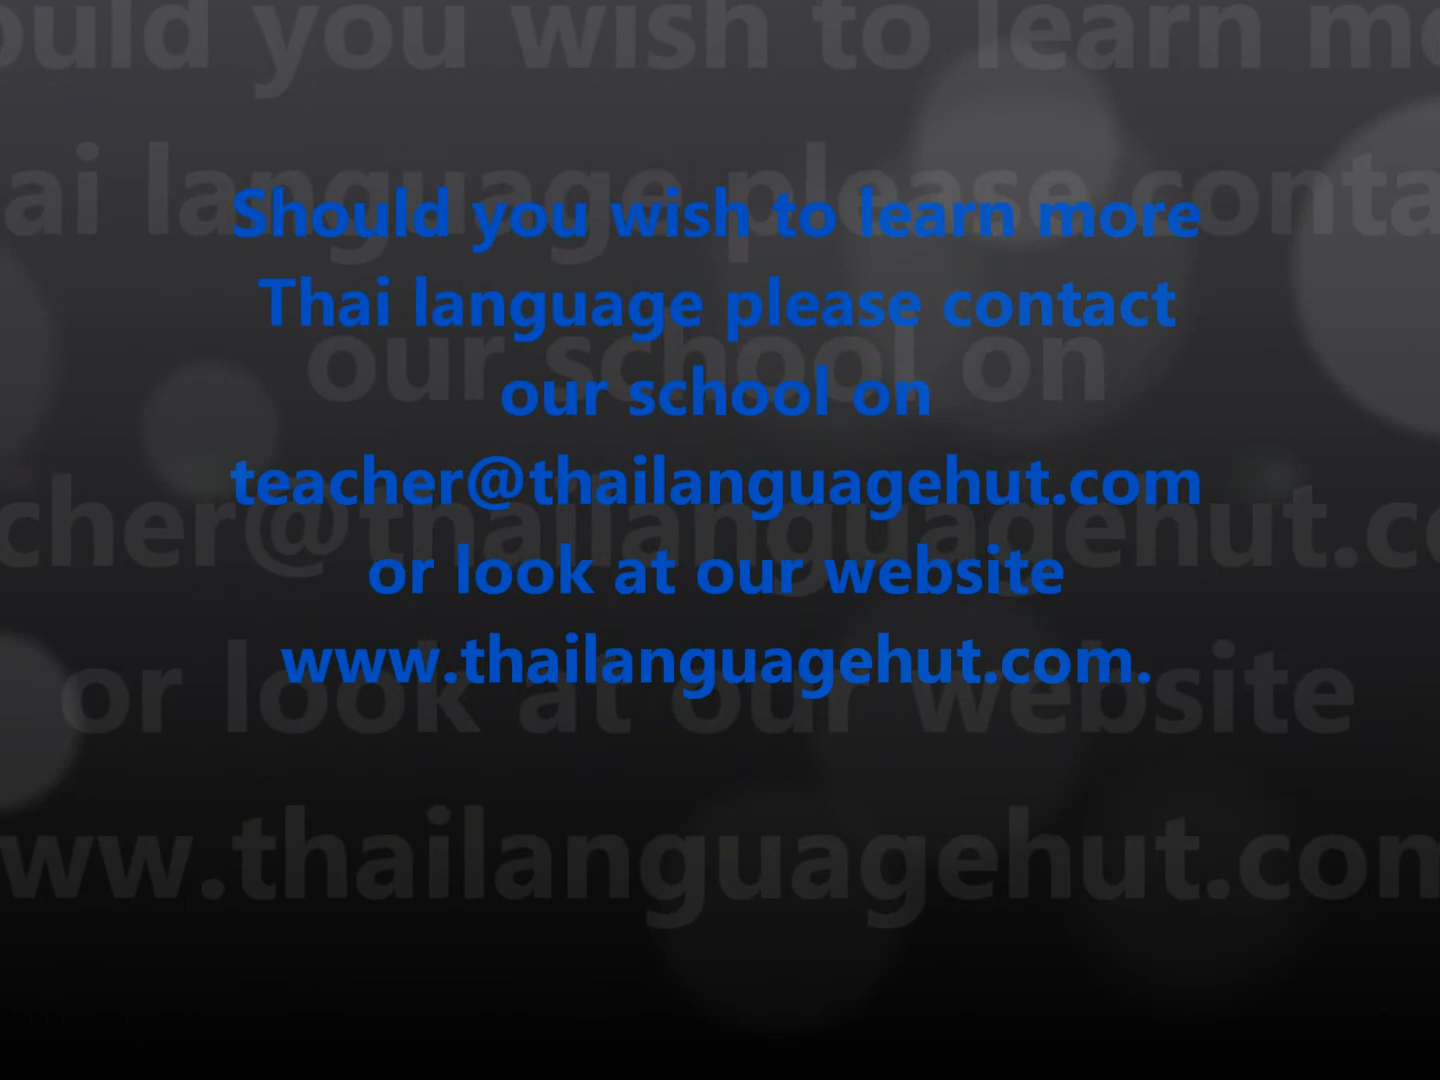 Should you wish to learn more
Thai language please contact
our school on
teacher@thailanguagehut.com
or look at our website
www.thailanguagehut.com.